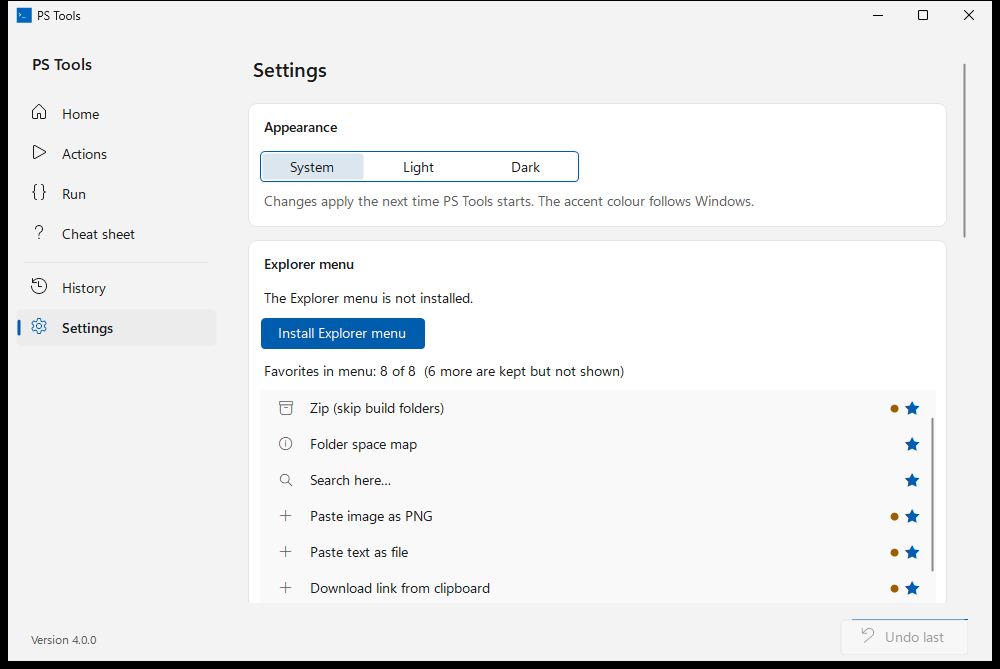 PS Tools
PS Tools
Home
Actions
Run
Cheat sheet
History
Settings
Version 4.0.0
Settings
Appearance
System Light Dark
Changes apply the next time PS Tools starts. The accent colour follows Windows.
Explorer menu
The Explorer menu is not installed.
Install Explorer menu
Favorites in menu: 8 of 8 (6 more are kept but not shown)
Zip (skip build folders)
Folder space map
Search here...
Paste image as PNG
Paste text as file
Download link from clipboard
Undo last